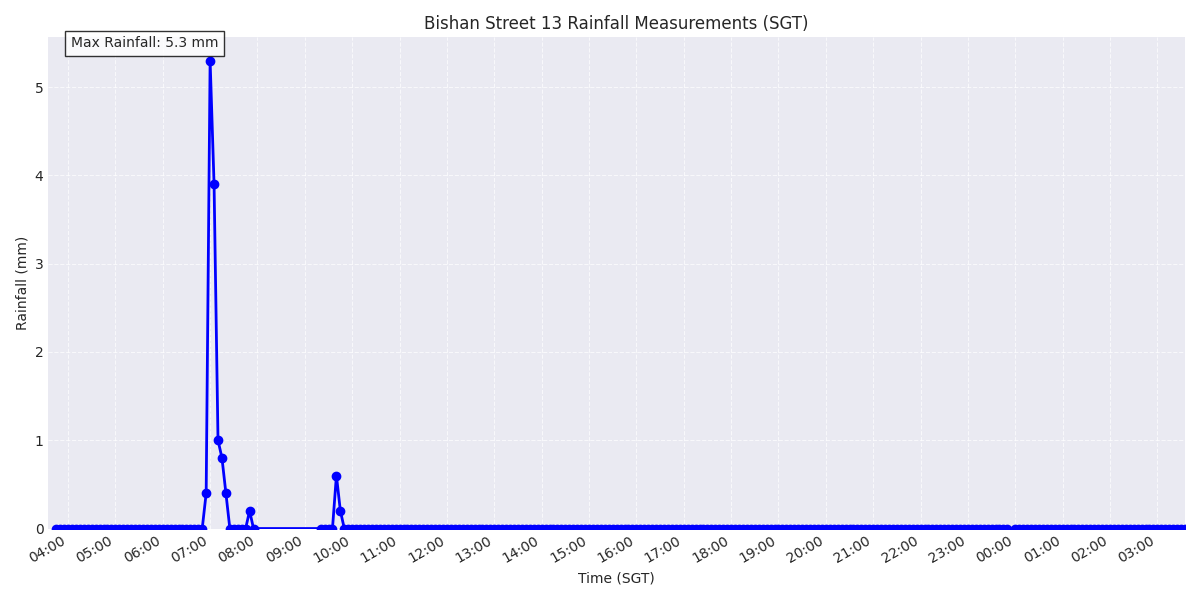 Bishan Street 13 Rainfall Measurements (SGT)
Max Rainfall: 5.3 mm
Rainfall (mm)
5
4
3
2
1
0
04:00 05:00 06:00 07:00 08:00 09:00 10:00 11:00 12:00 13:00 14:00 15:00 16:00 17:00 18:00 19:00 20:00 21:00 22:00 23:00 00:00 01:00 02:00 03:00
Time (SGT)